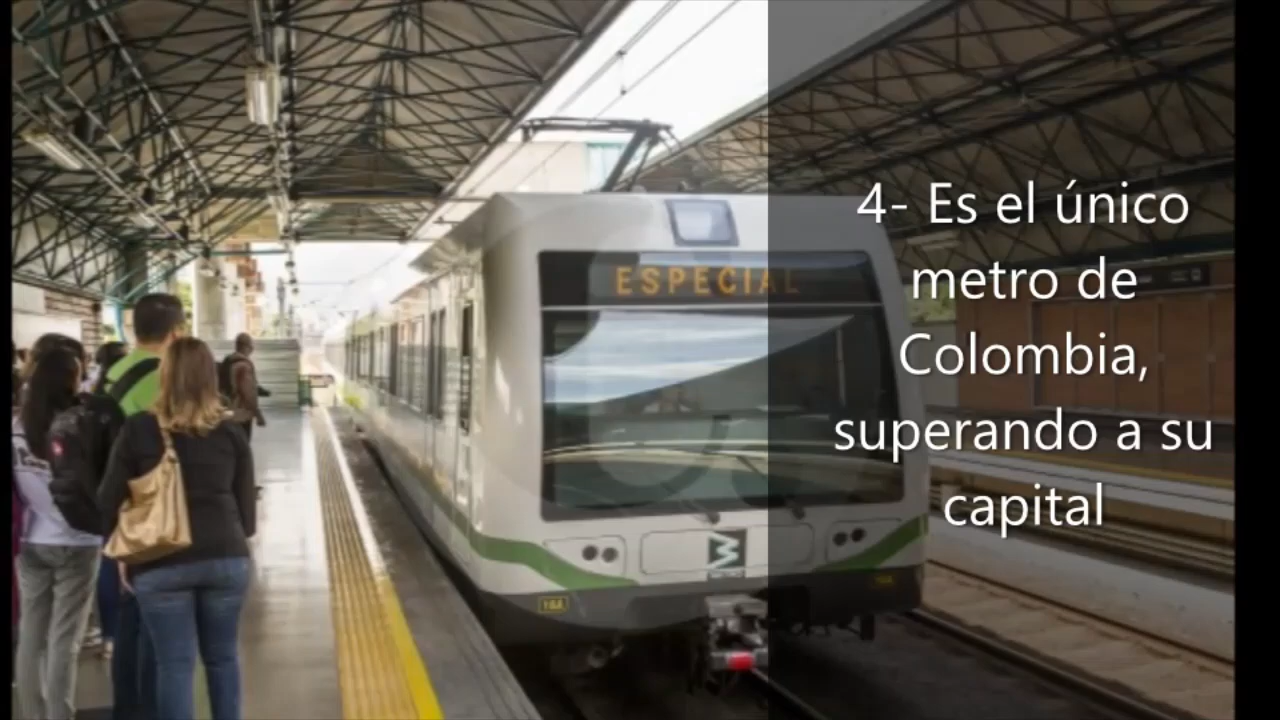 ESPECIAL
4- Es el único
metro de
Colombia,
superando a su
capital